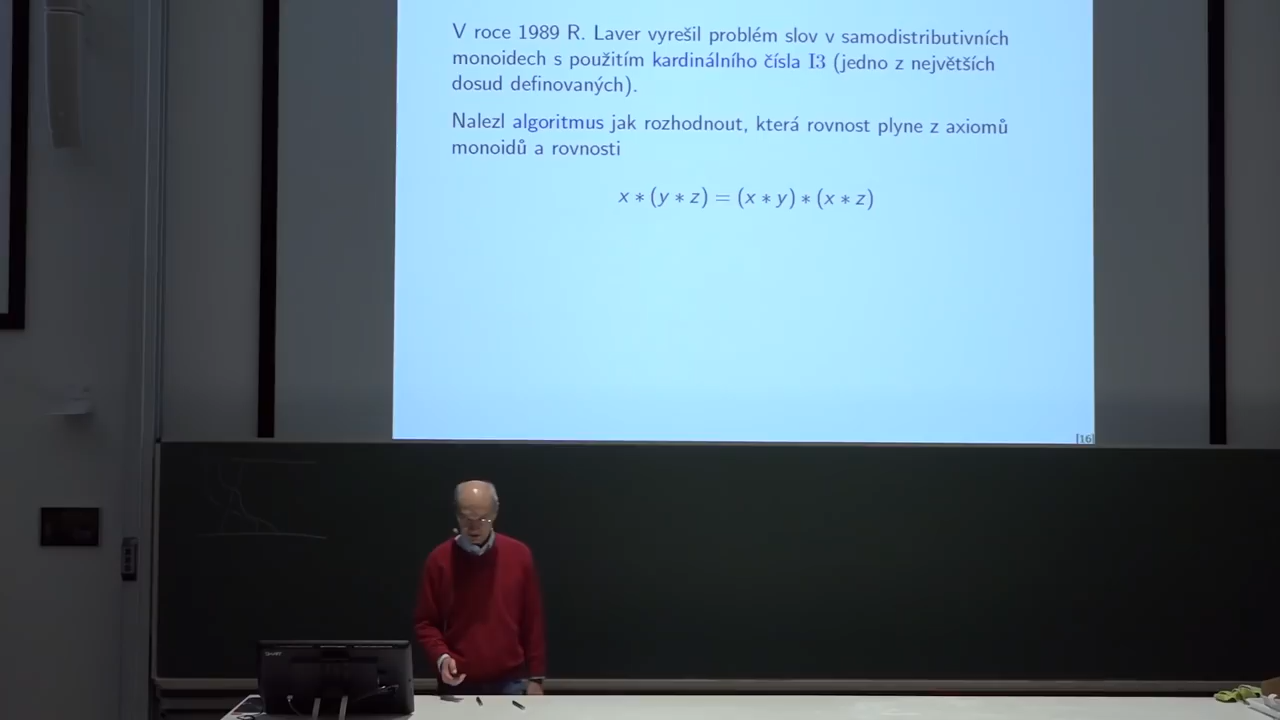 V roce 1989 R. Laver vyrešil problém slov v samodistributivních
monoidech s použitím kardinálního čísla I3 (jedno z největších
dosud definovaných).
Nalezl algoritmus jak rozhodnout, která rovnost plyne z axiomů
monoidů a rovnosti
x ∗ (y ∗ z) = (x ∗ y) ∗ (x ∗ z)
[16]